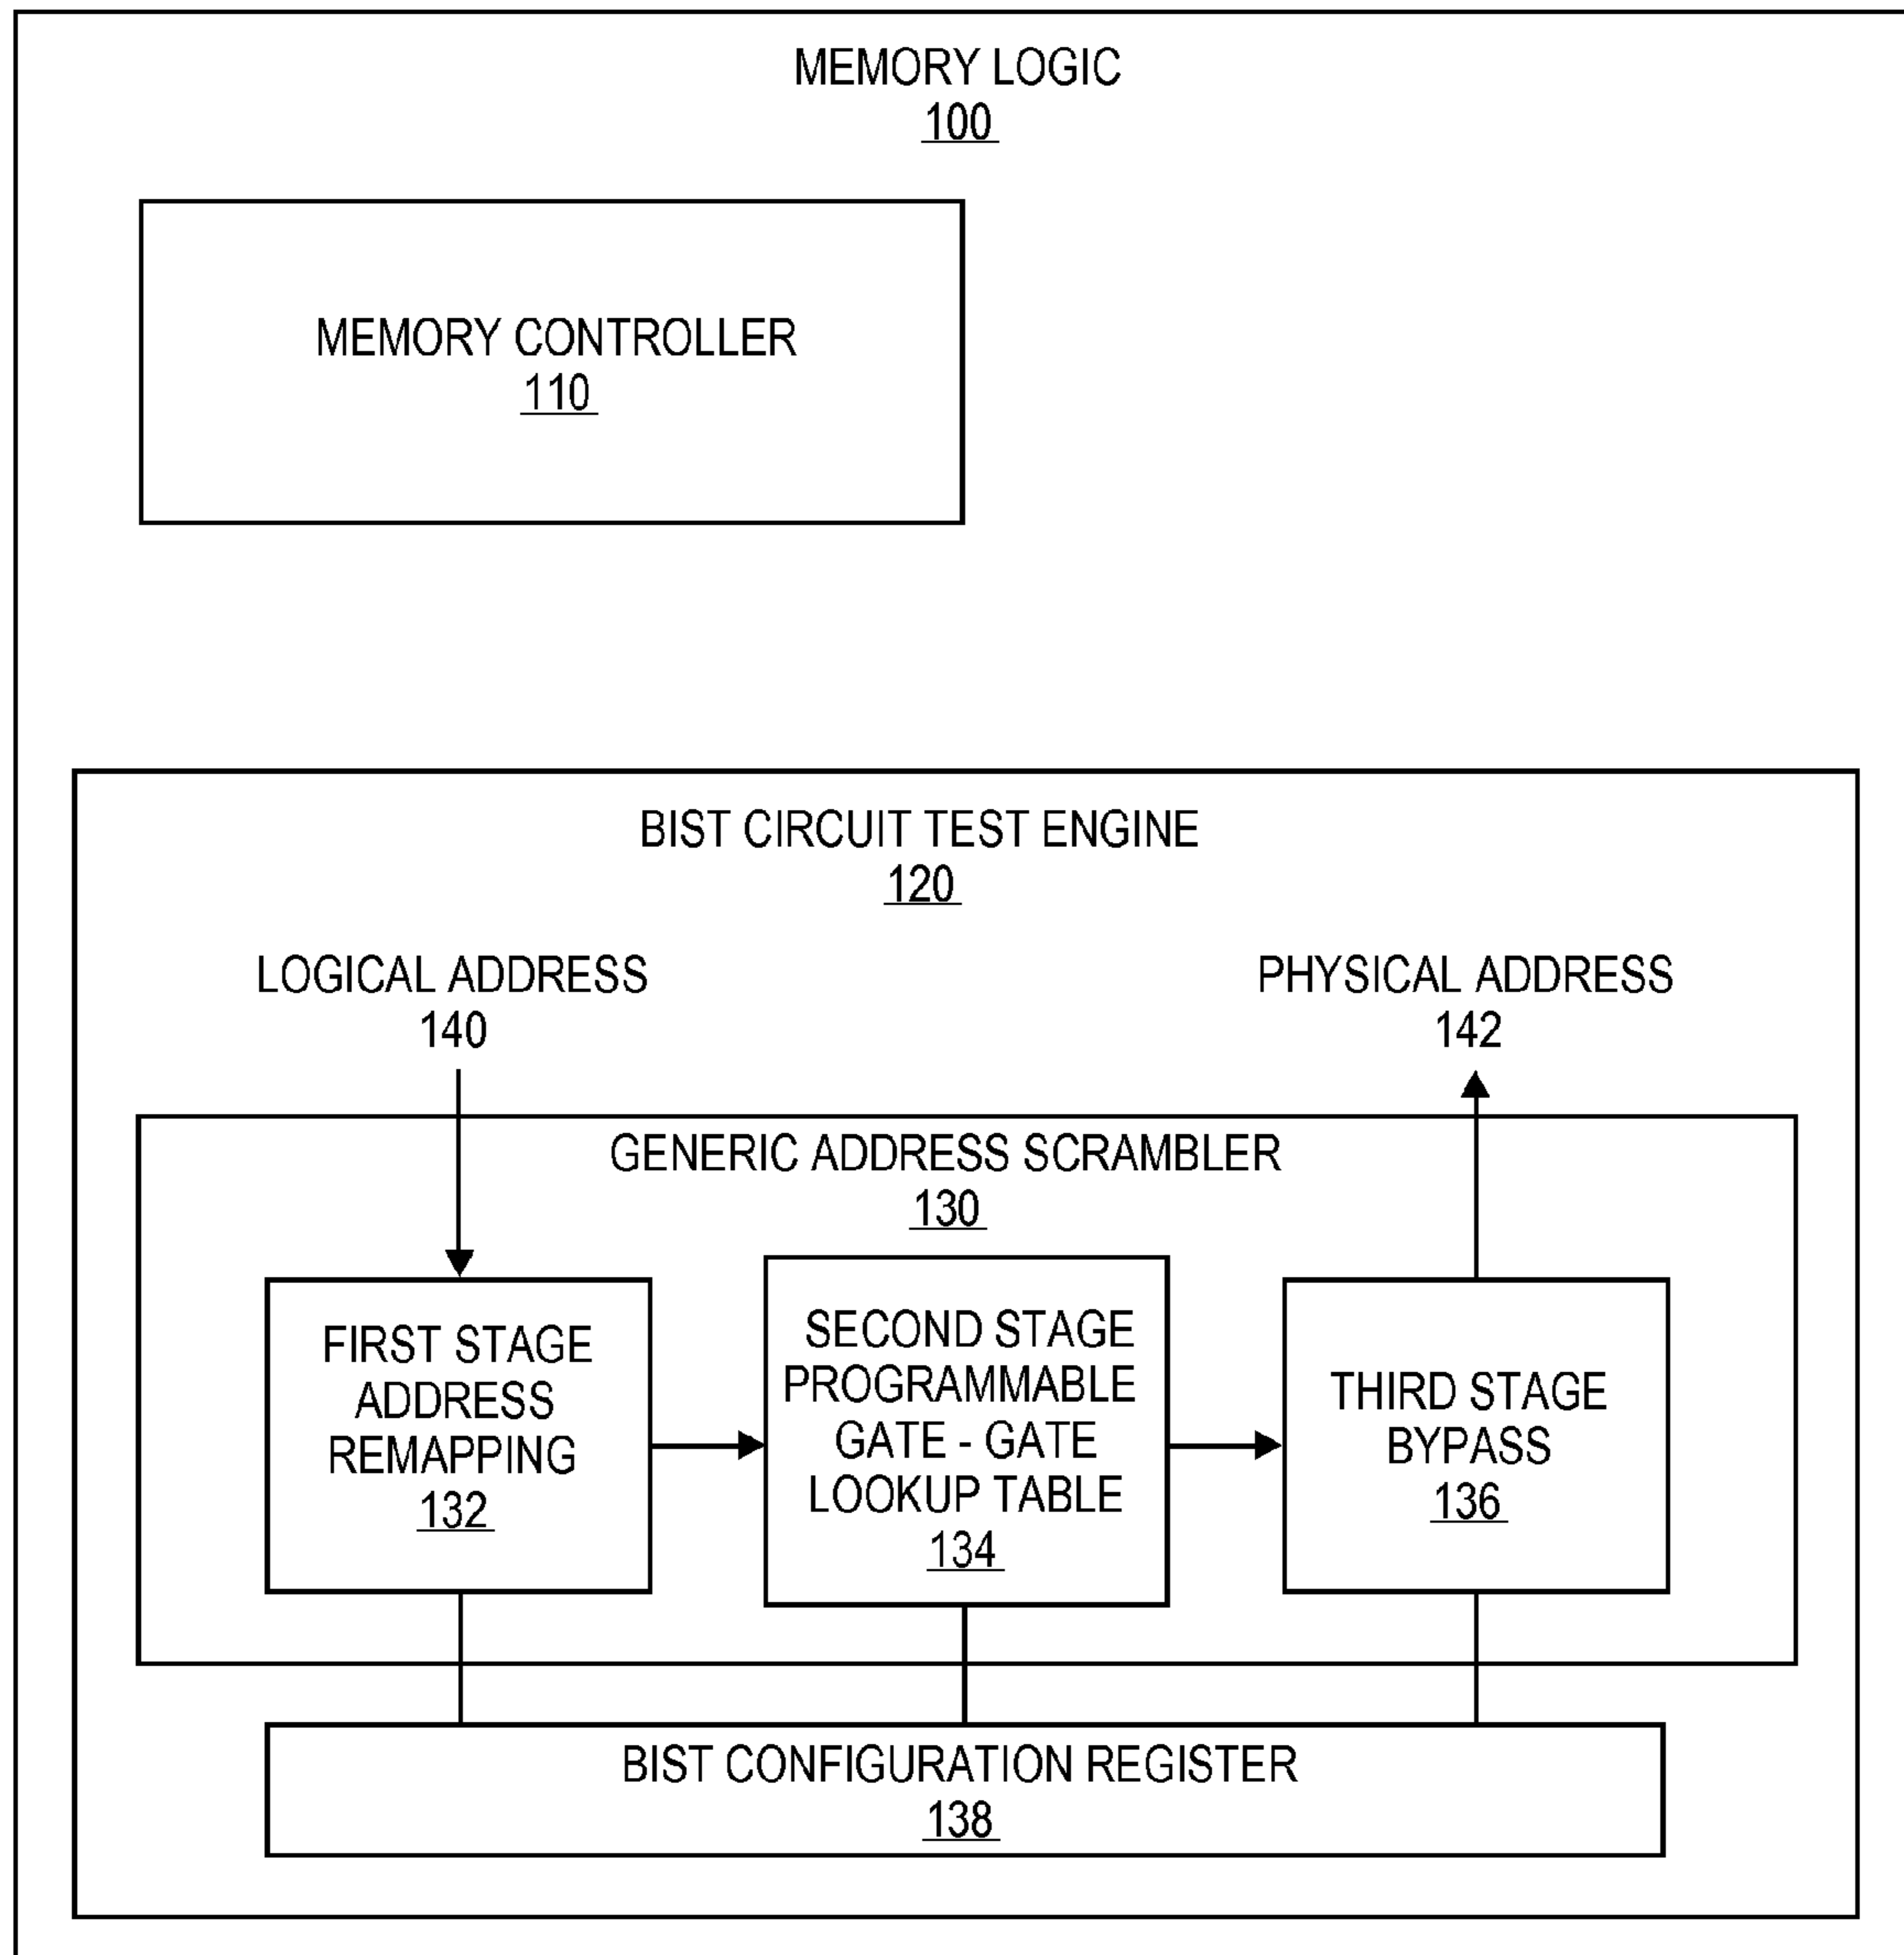 MEMORY LOGIC
100
MEMORY CONTROLLER
110
BIST CIRCUIT TEST ENGINE
120
LOGICAL ADDRESS
140
PHYSICAL ADDRESS
142
GENERIC ADDRESS SCRAMBLER
130
FIRST STAGE
ADDRESS
REMAPPING
132
SECOND STAGE
PROGRAMMABLE
GATE - GATE
LOOKUP TABLE
134
THIRD STAGE
BYPASS
136
BIST CONFIGURATION REGISTER
138